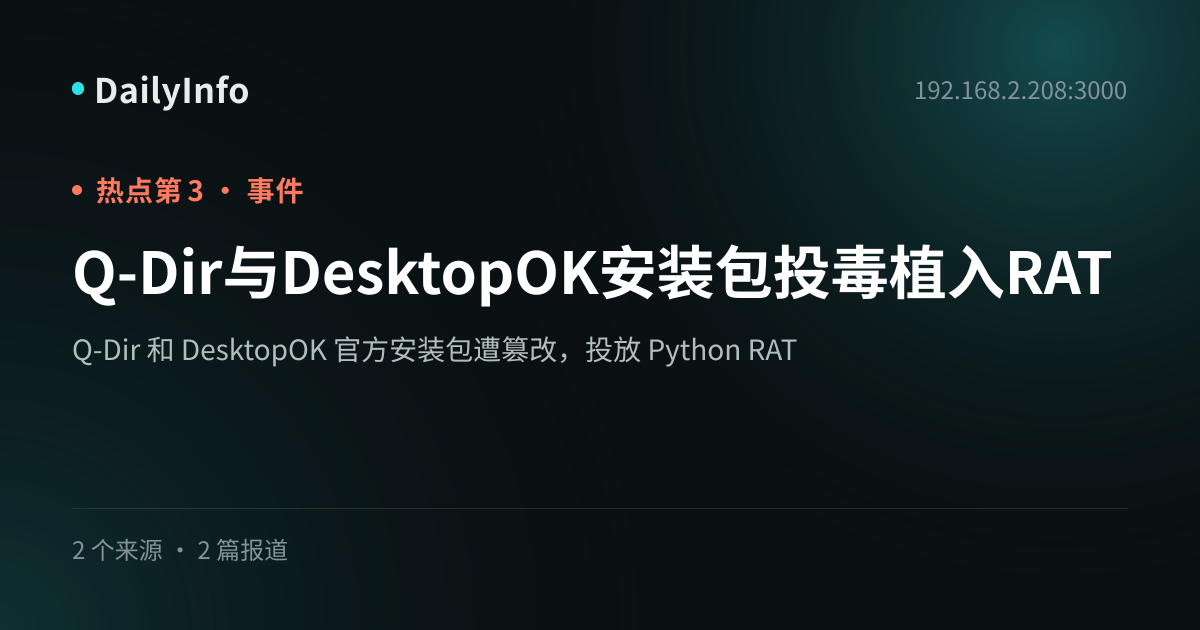 DailyInfo
192.168.2.208:3000
热点第 3 · 事件
Q-Dir与DesktopOK安装包投毒植入RAT
Q-Dir 和 DesktopOK 官方安装包遭篡改，投放 Python RAT
2 个来源 · 2 篇报道